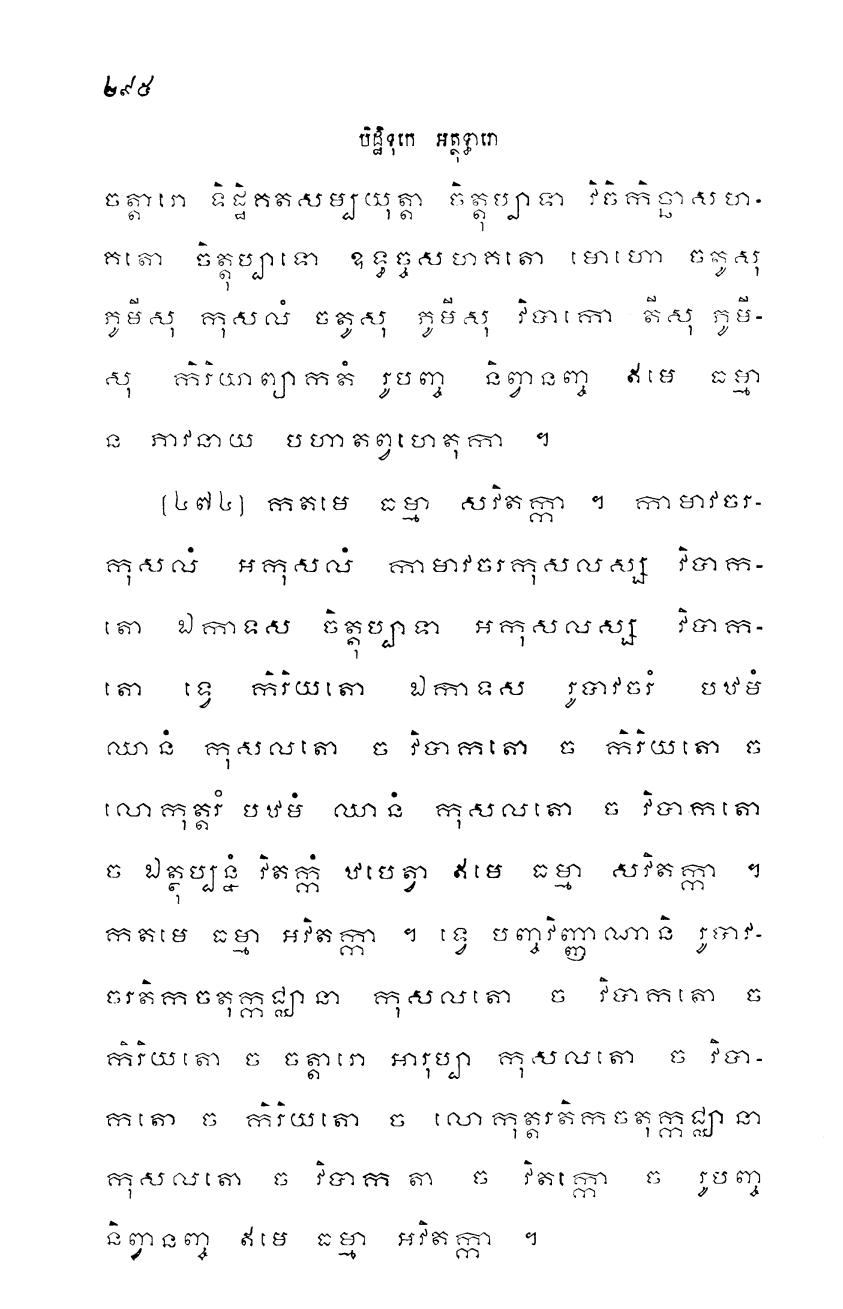 ២៩៥
បិដ្ឋិទុកេ អត្ថុទ្ធារោ
ចត្តារោ ទិដ្ឋិគតសម្បយុត្តា ចិត្តុប្បាទា វិចិកិច្ឆាសហ-
គតោ ចិត្តុប្បាទោ ឧទ្ធច្ចសហគតោ មោហោ ចតូសុ
ភូមីសុ កុសលំ ចតូសុ ភូមីសុ វិបាកោ តីសុ ភូមី-
សុ កិរិយាព្យាកតំ រូបញ្ច និព្វានញ្ច ឥមេ ធម្មា
ន ភាវនាយ បហាតព្វហេតុកា ។
[៤៧៤] កតមេ ធម្មា សវិតក្កា ។ កាមាវចរ-
កុសលំ អកុសលំ កាមាវចរកុសលស្ស វិបាក-
តោ ឯកាទស ចិត្តុប្បាទា អកុសលស្ស វិបាក-
តោ ទ្វេ កិរិយតោ ឯកាទស រូបាវចរំ បឋមំ
ឈានំ កុសលតោ ច វិបាកតោ ច កិរិយតោ ច
លោកុត្តរំ បឋមំ ឈានំ កុសលតោ ច វិបាកតោ
ច ឯត្ថុប្បន្នំ វិតក្កំ ឋបេត្វា ឥមេ ធម្មា សវិតក្កា ។
កតមេ ធម្មា អវិតក្កា ។ ទ្វេ បញ្ចវិញ្ញាណានិ រូបាវ-
ចរតិកចតុក្កជ្ឈានា កុសលតោ ច វិបាកតោ ច
កិរិយតោ ច ចត្តារោ អារុប្បា កុសលតោ ច វិបា-
កតោ ច កិរិយតោ ច លោកុត្តរតិកចតុក្កជ្ឈានា
កុសលតោ ច វិបាក តា ច វិតក្កោ ច រូបញ្ច
និព្វានញ្ច ឥមេ ធម្មា អវិតក្កា ។